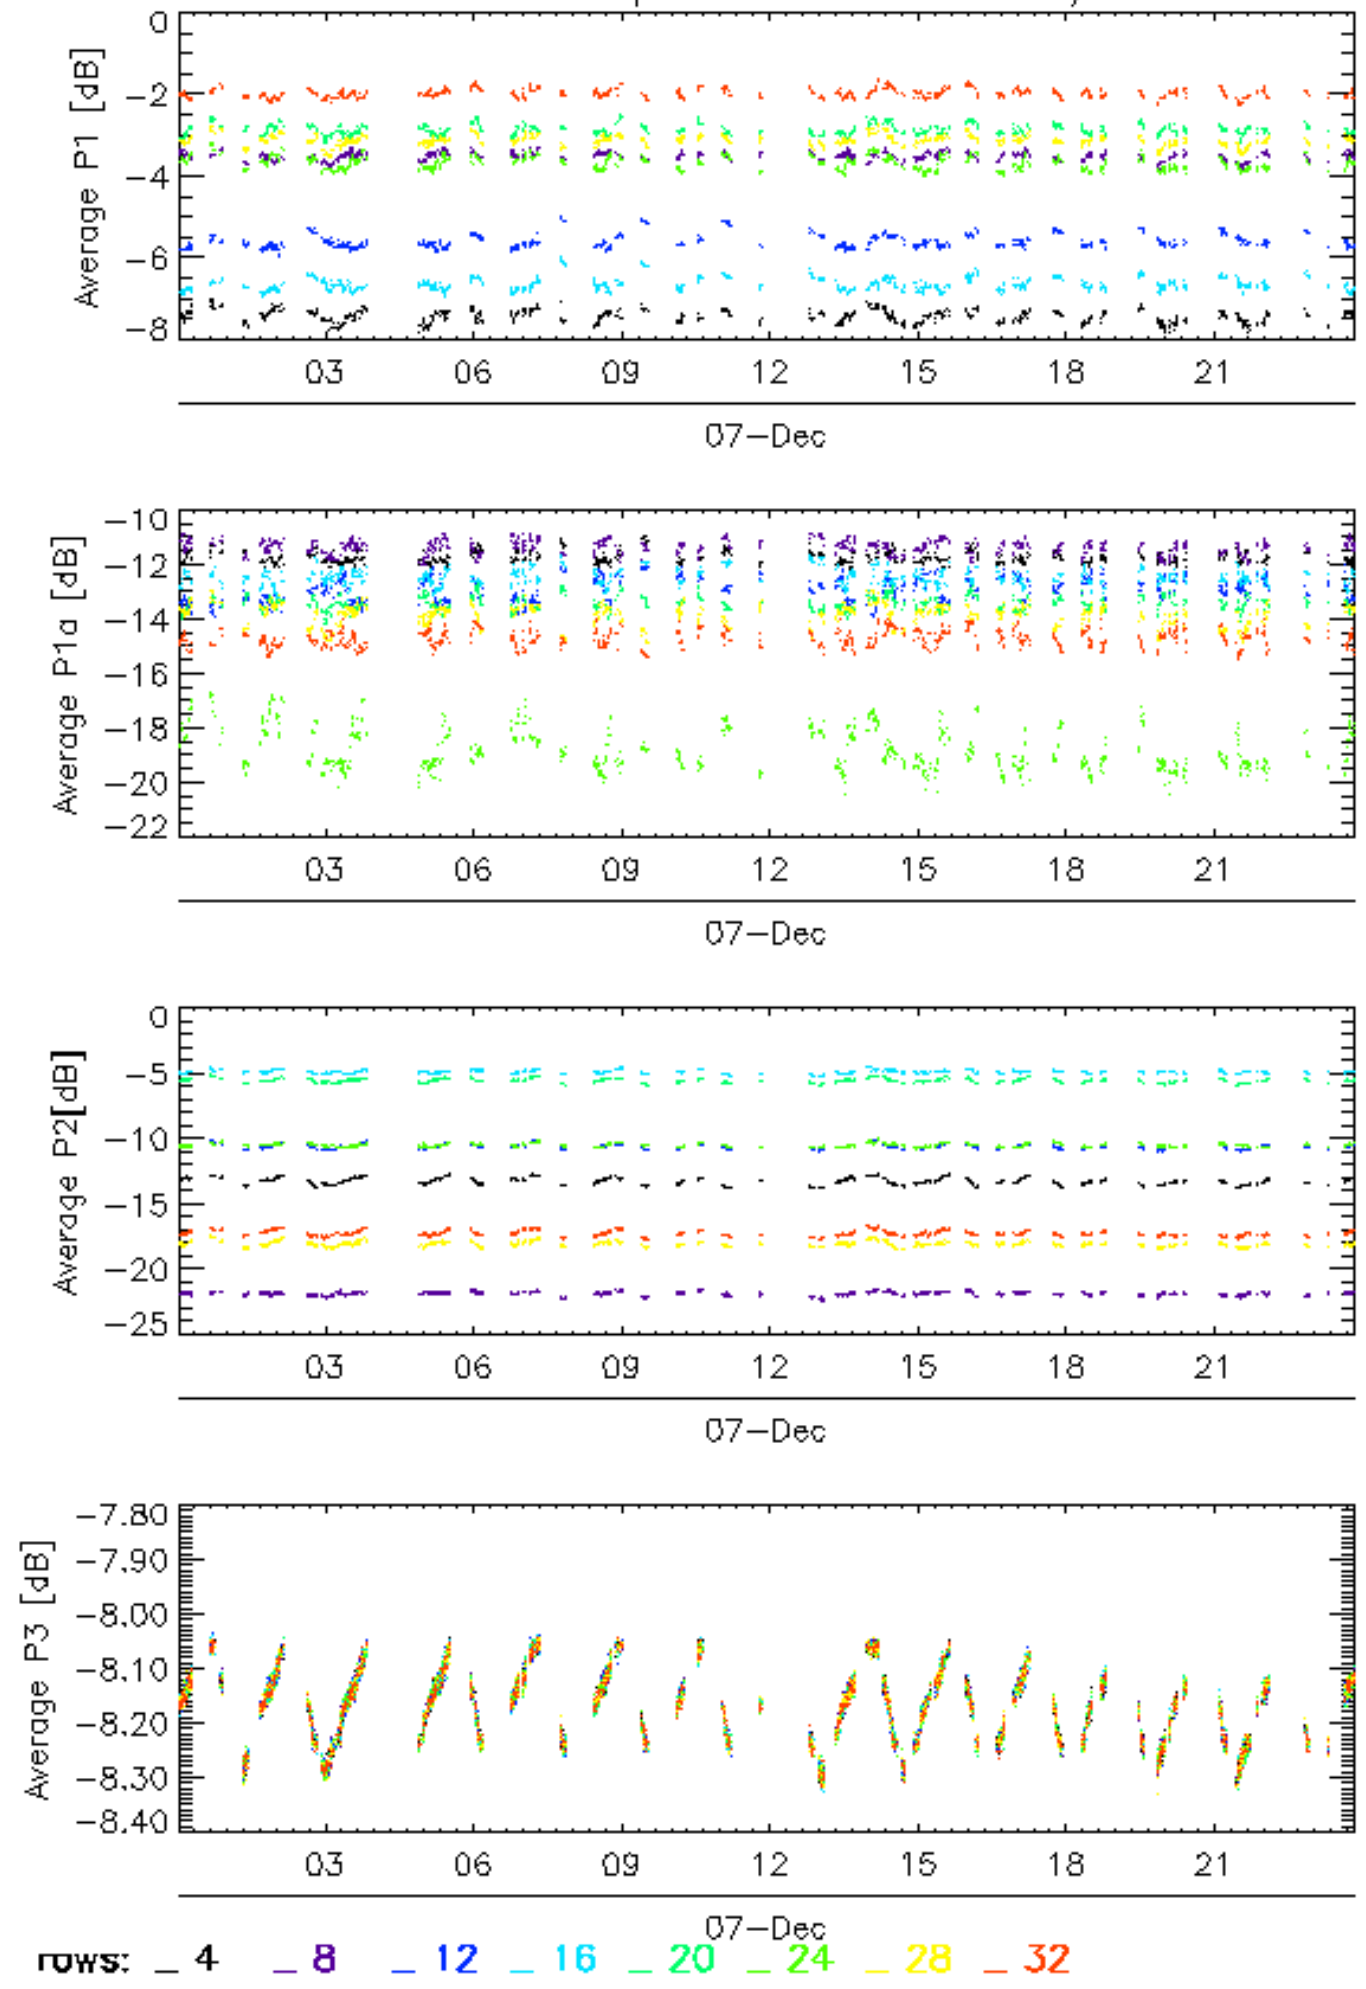 Average P1 [dB]
0
−2
−4
−6
−8
03 06 09 12 15 18 21
07−Dec
Average P1a [dB]
−10
−12
−14
−16
−18
−20
−22
03 06 09 12 15 18 21
07−Dec
Average P2[dB]
0
−5
−10
−15
−20
−25
03 06 09 12 15 18 21
07−Dec
Average P3 [dB]
−7.80
−7.90
−8.00
−8.10
−8.20
−8.30
−8.40
03 06 09 12 15 18 21
07−Dec
rows: _ 4 _ 8 _ 12 _ 16 _ 20 _ 24 _ 28 _ 32